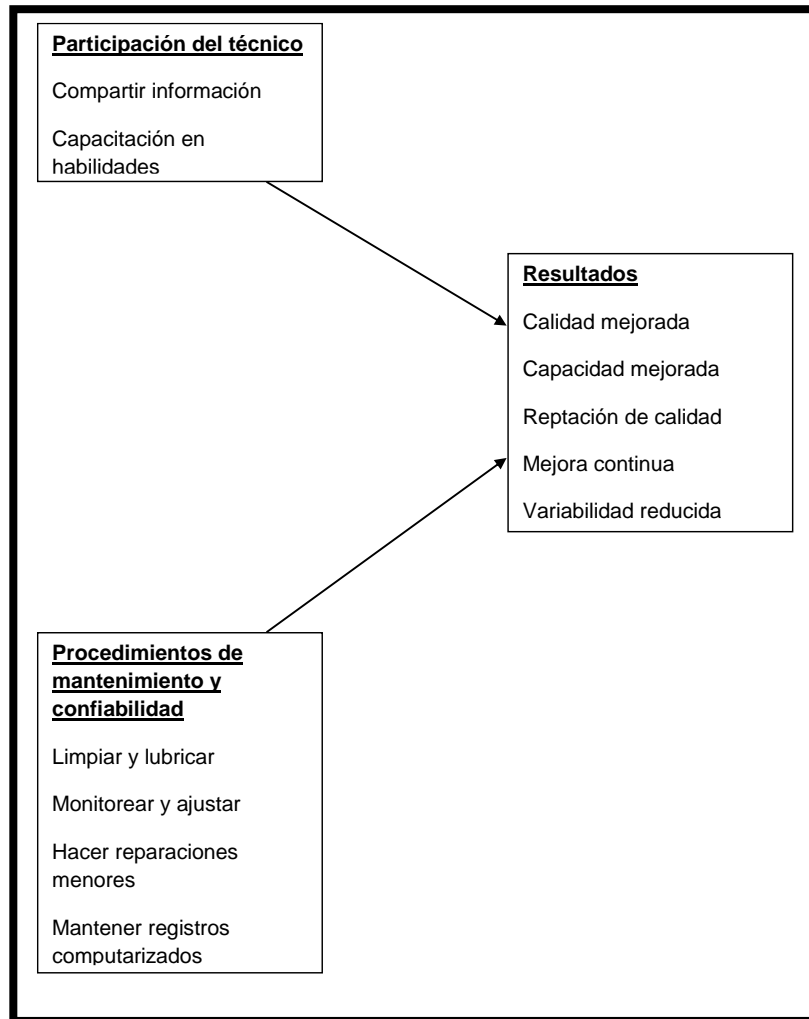 Participación del técnico
Compartir información
Capacitación en
habilidades
Resultados
Calidad mejorada
Capacidad mejorada
Reptación de calidad
Mejora continua
Variabilidad reducida
Procedimientos de
mantenimiento y
confiabilidad
Limpiar y lubricar
Monitorear y ajustar
Hacer reparaciones
menores
Mantener registros
computarizados